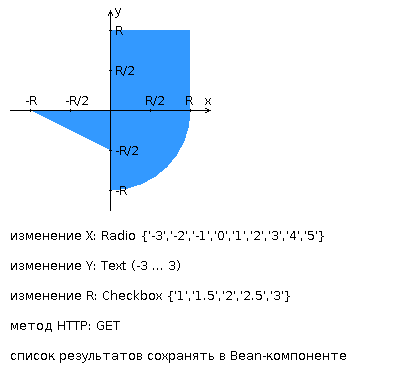 y
R
R/2
-R -R/2 R/2 R x
-R/2
-R
изменение X: Radio {'-3','-2','-1','0','1','2','3','4','5'}
изменение Y: Text (-3 ... 3)
изменение R: Checkbox {'1','1.5','2','2.5','3'}
метод HTTP: GET
список результатов сохранять в Bean-компоненте